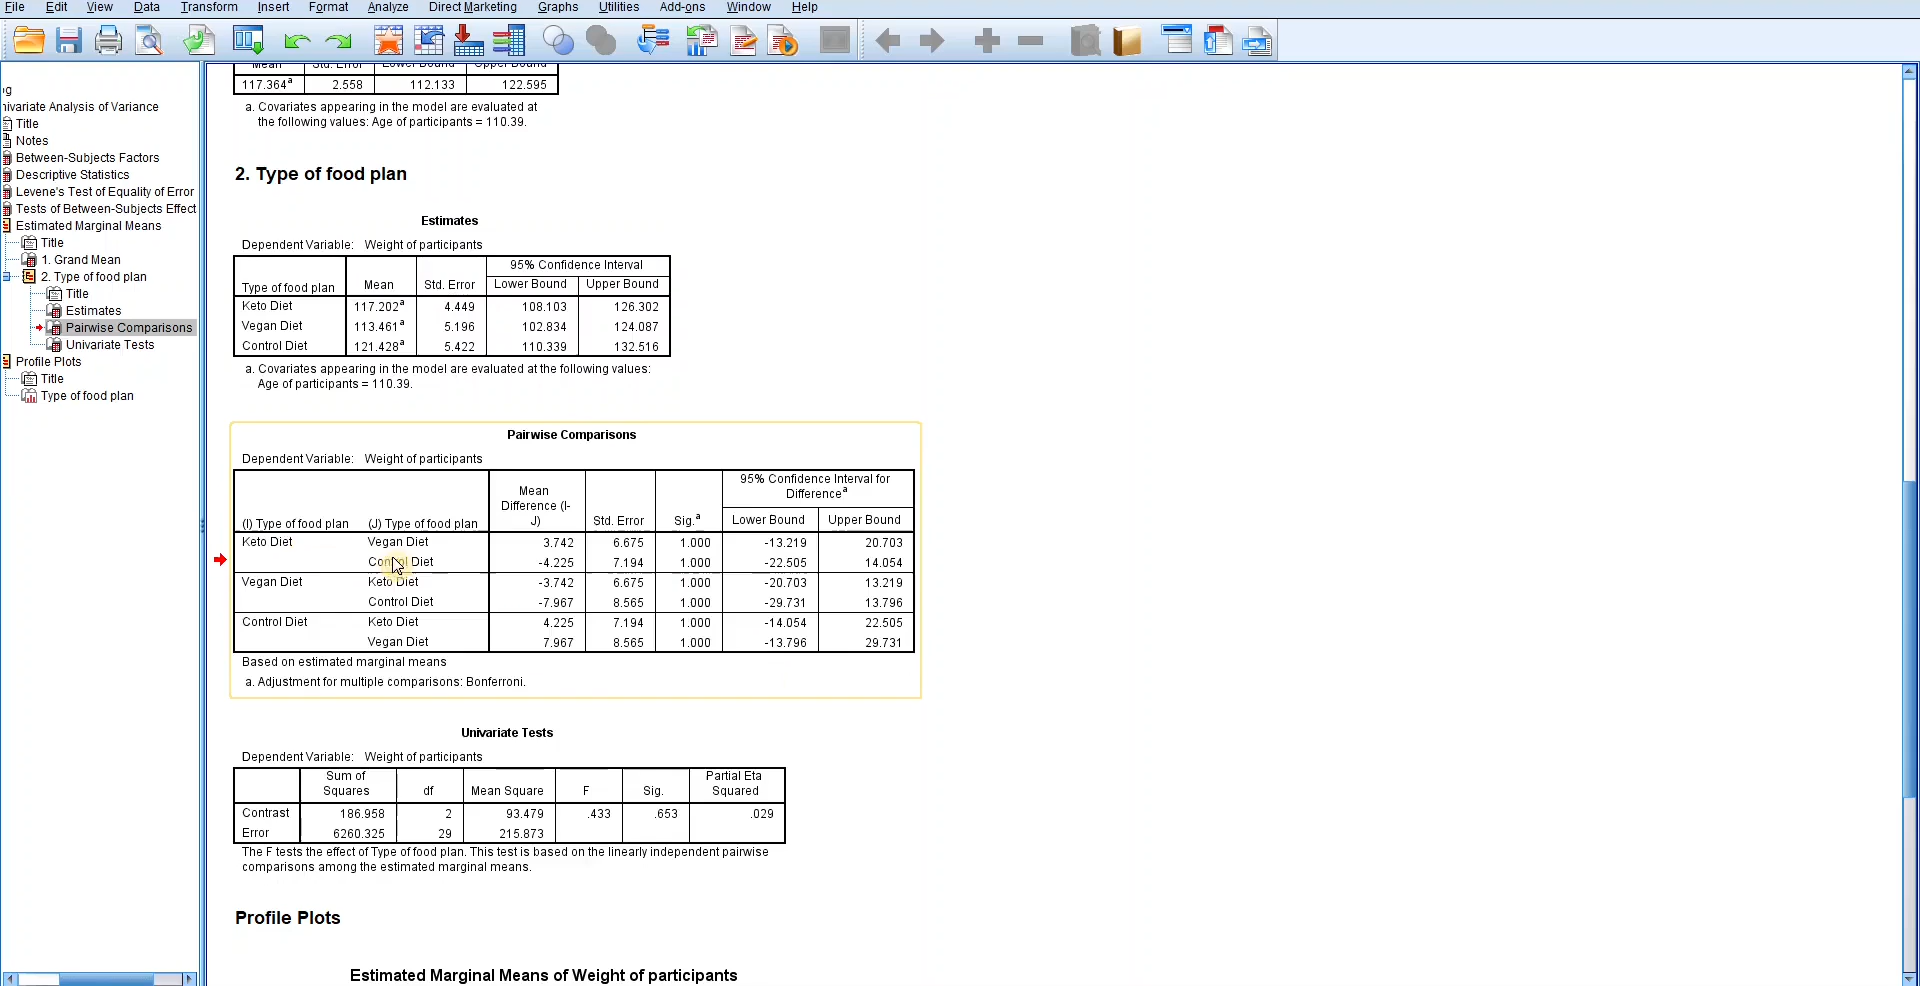 File Edit View Data Transform Insert Format Analyze Direct Marketing Graphs Utilities Add-ons Window Help
Mean Std. Error Lower Bound Upper Bound
117.364a 2.558 112.133 122.595
a. Covariates appearing in the model are evaluated at
the following values: Age of participants = 110.39.
2. Type of food plan
Estimates
Dependent Variable: Weight of participants
Type of food plan Mean Std. Error 95% Confidence Interval
Lower Bound Upper Bound
Keto Diet 117.202a 4.449 108.103 126.302
Vegan Diet 113.461a 5.196 102.834 124.087
Control Diet 121.428a 5.422 110.339 132.516
a. Covariates appearing in the model are evaluated at the following values:
Age of participants = 110.39.
Pairwise Comparisons
Dependent Variable: Weight of participants
(I) Type of food plan (J) Type of food plan Mean Difference (I-J) Std. Error Sig.a 95% Confidence Interval for Differencea
Lower Bound Upper Bound
Keto Diet Vegan Diet 3.742 6.675 1.000 -13.219 20.703
Control Diet -4.225 7.194 1.000 -22.505 14.054
Vegan Diet Keto Diet -3.742 6.675 1.000 -20.703 13.219
Control Diet -7.967 8.565 1.000 -29.731 13.796
Control Diet Keto Diet 4.225 7.194 1.000 -14.054 22.505
Vegan Diet 7.967 8.565 1.000 -13.796 29.731
Based on estimated marginal means
a. Adjustment for multiple comparisons: Bonferroni.
Univariate Tests
Dependent Variable: Weight of participants
Sum of Squares df Mean Square F Sig. Partial Eta Squared
Contrast 186.958 2 93.479 .433 .653 .029
Error 6260.325 29 215.873
The F tests the effect of Type of food plan. This test is based on the linearly independent pairwise
comparisons among the estimated marginal means.
Profile Plots
Estimated Marginal Means of Weight of participants
og
nivariate Analysis of Variance
Title
Notes
Between-Subjects Factors
Descriptive Statistics
Levene's Test of Equality of Error
Tests of Between-Subjects Effect
Estimated Marginal Means
Title
1. Grand Mean
2. Type of food plan
Title
Estimates
Pairwise Comparisons
Univariate Tests
Profile Plots
Title
Type of food plan